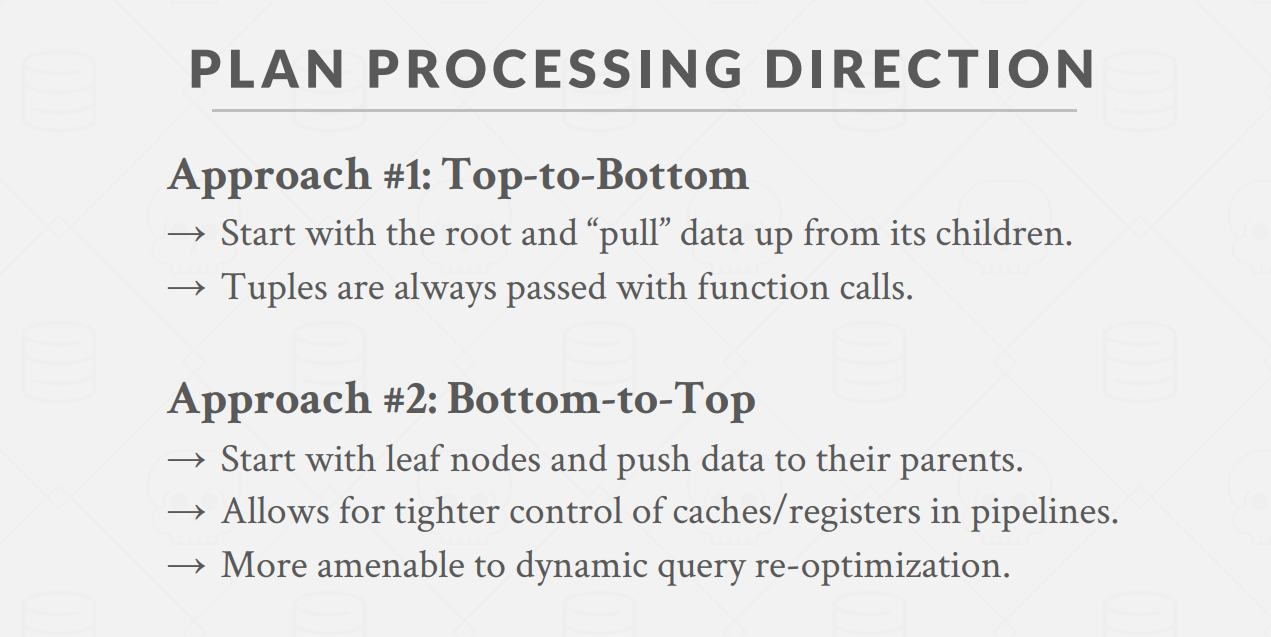 PLAN PROCESSING DIRECTION
Approach #1: Top-to-Bottom
→ Start with the root and “pull” data up from its children.
→ Tuples are always passed with function calls.
Approach #2: Bottom-to-Top
→ Start with leaf nodes and push data to their parents.
→ Allows for tighter control of caches/registers in pipelines.
→ More amenable to dynamic query re-optimization.